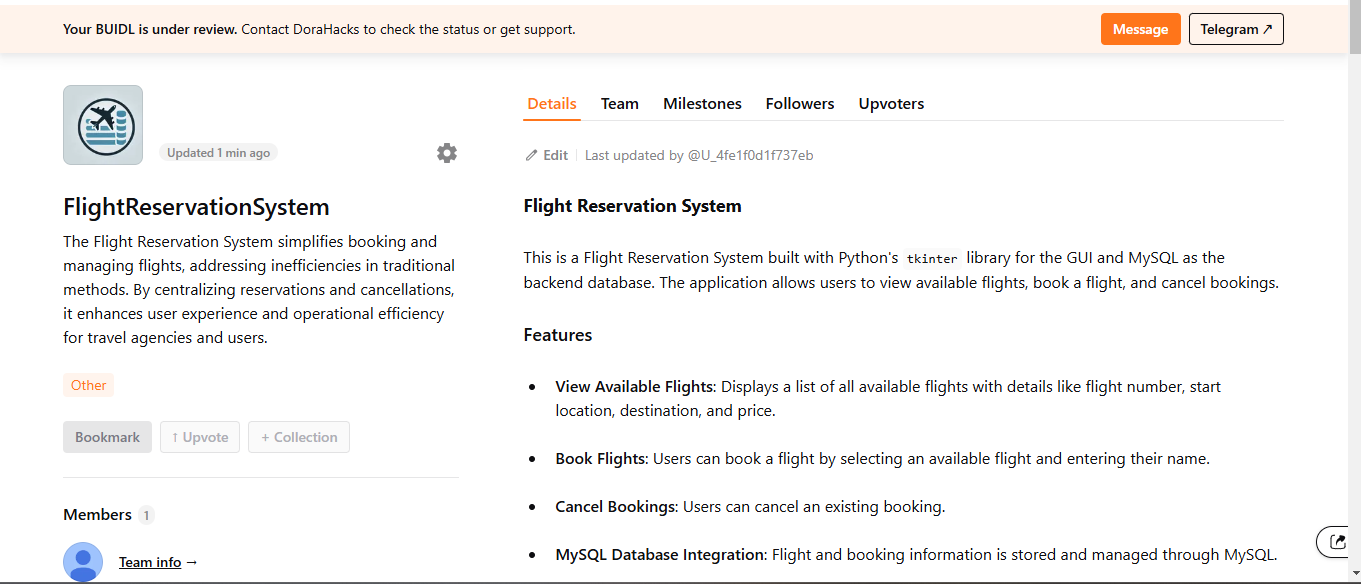 Your BUIDL is under review. Contact DoraHacks to check the status or get support.
Message
Telegram ↗
Updated 1 min ago
FlightReservationSystem
The Flight Reservation System simplifies booking and
managing flights, addressing inefficiencies in traditional
methods. By centralizing reservations and cancellations,
it enhances user experience and operational efficiency
for travel agencies and users.
Other
Bookmark
↑ Upvote
+ Collection
Members 1
Team info →
Details
Team
Milestones
Followers
Upvoters
Edit
Last updated by @U_4fe1f0d1f737eb
Flight Reservation System
This is a Flight Reservation System built with Python's tkinter library for the GUI and MySQL as the
backend database. The application allows users to view available flights, book a flight, and cancel bookings.
Features
• View Available Flights: Displays a list of all available flights with details like flight number, start
location, destination, and price.
• Book Flights: Users can book a flight by selecting an available flight and entering their name.
• Cancel Bookings: Users can cancel an existing booking.
• MySQL Database Integration: Flight and booking information is stored and managed through MySQL.